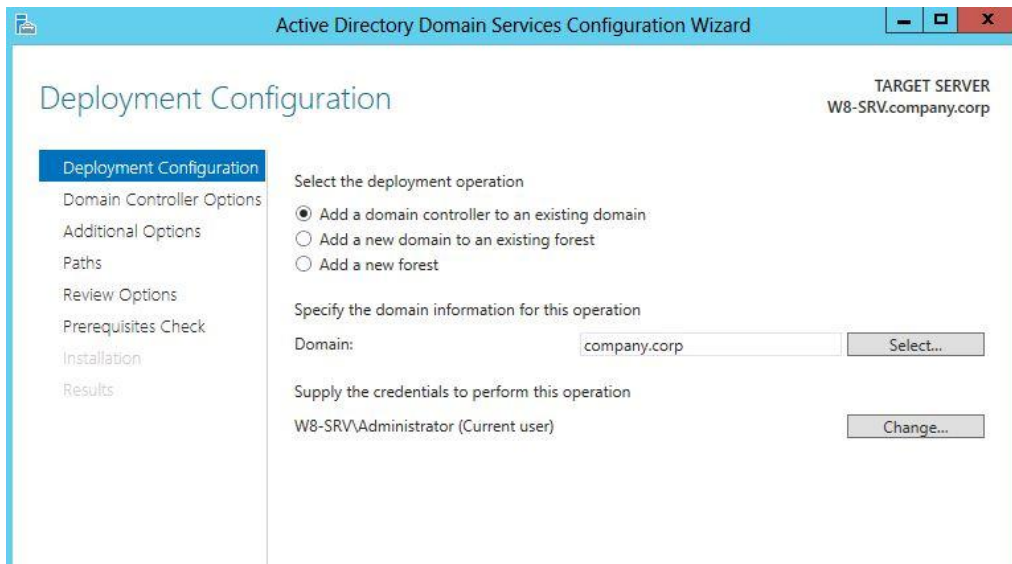 Active Directory Domain Services Configuration Wizard
Deployment Configuration
TARGET SERVER
W8-SRV.company.corp
Deployment Configuration
Domain Controller Options
Additional Options
Paths
Review Options
Prerequisites Check
Installation
Results
Select the deployment operation
Add a domain controller to an existing domain
Add a new domain to an existing forest
Add a new forest
Specify the domain information for this operation
Domain: company.corp Select...
Supply the credentials to perform this operation
W8-SRV\Administrator (Current user) Change...